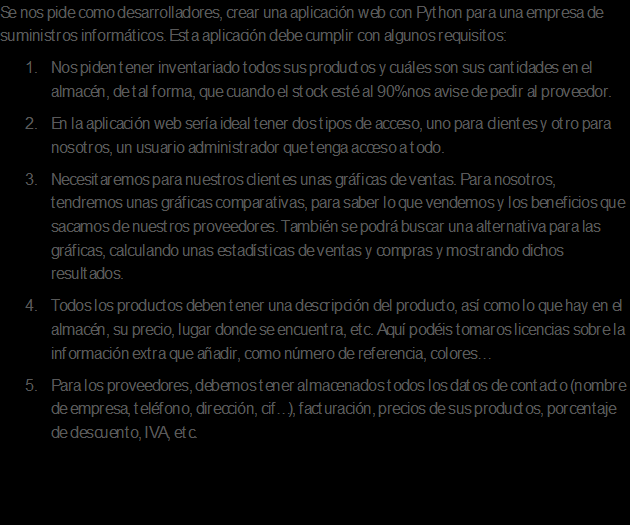 Se nos pide como desarrolladores, crear una aplicación web con Python para una empresa de
suministros informáticos. Esta aplicación debe cumplir con algunos requisitos:
1. Nos piden tener inventariado todos sus productos y cuáles son sus cantidades en el
almacén, de tal forma, que cuando el stock esté al 90% nos avise de pedir al proveedor.
2. En la aplicación web sería ideal tener dos tipos de acceso, uno para clientes y otro para
nosotros, un usuario administrador que tenga acceso a todo.
3. Necesitaremos para nuestros clientes unas gráficas de ventas. Para nosotros,
tendremos unas gráficas comparativas, para saber lo que vendemos y los beneficios que
sacamos de nuestros proveedores. También se podrá buscar una alternativa para las
gráficas, calculando unas estadísticas de ventas y compras y mostrando dichos
resultados.
4. Todos los productos deben tener una descripción del producto, así como lo que hay en el
almacén, su precio, lugar donde se encuentra, etc. Aquí podéis tomaros licencias sobre la
información extra que añadir, como número de referencia, colores…
5. Para los proveedores, debemos tener almacenados todos los datos de contacto (nombre
de empresa, teléfono, dirección, cif…), facturación, precios de sus productos, porcentaje
de descuento, IVA, etc.